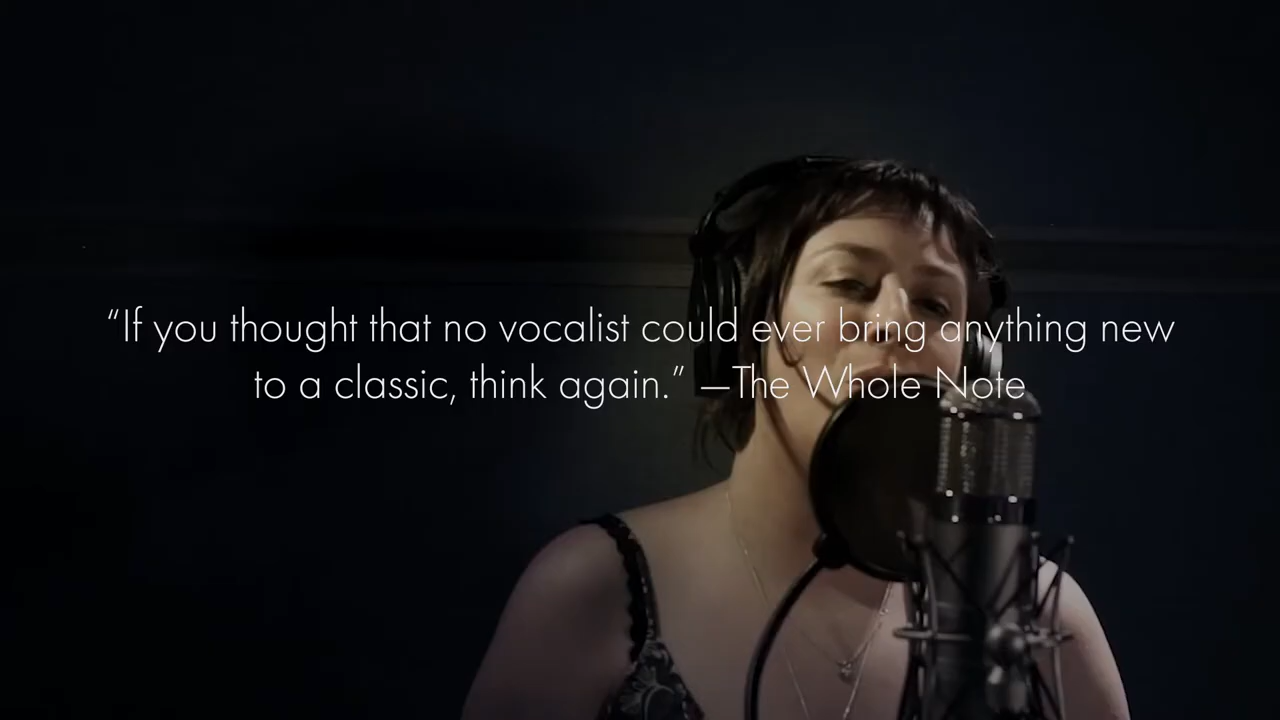 “If you thought that no vocalist could ever bring anything new
to a classic, think again.” —The Whole Note